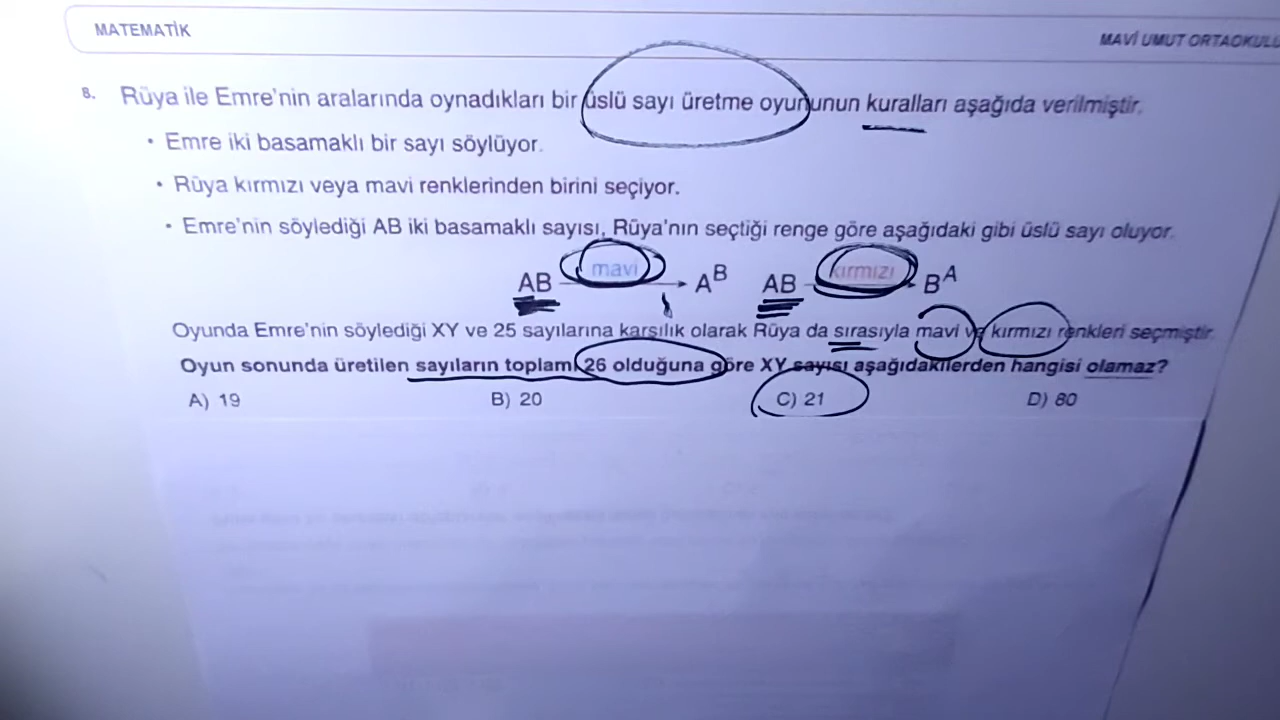 MATEMATİK
MAVİ UMUT ORTAOKULU
8. Rüya ile Emre'nin aralarında oynadıkları bir üslü sayı üretme oyununun kuralları aşağıda verilmiştir.
• Emre iki basamaklı bir sayı söylüyor.
• Rüya kırmızı veya mavi renklerinden birini seçiyor.
• Emre'nin söylediği AB iki basamaklı sayısı, Rüya'nın seçtiği renge göre aşağıdaki gibi üslü sayı oluyor.
AB mavi → A^B AB kırmızı → B^A
Oyunda Emre'nin söylediği XY ve 25 sayılarına karşılık olarak Rüya da sırasıyla mavi ve kırmızı renkleri seçmiştir.
Oyun sonunda üretilen sayıların toplamı 26 olduğuna göre XY sayısı aşağıdakilerden hangisi olamaz?
A) 19 B) 20 C) 21 D) 80